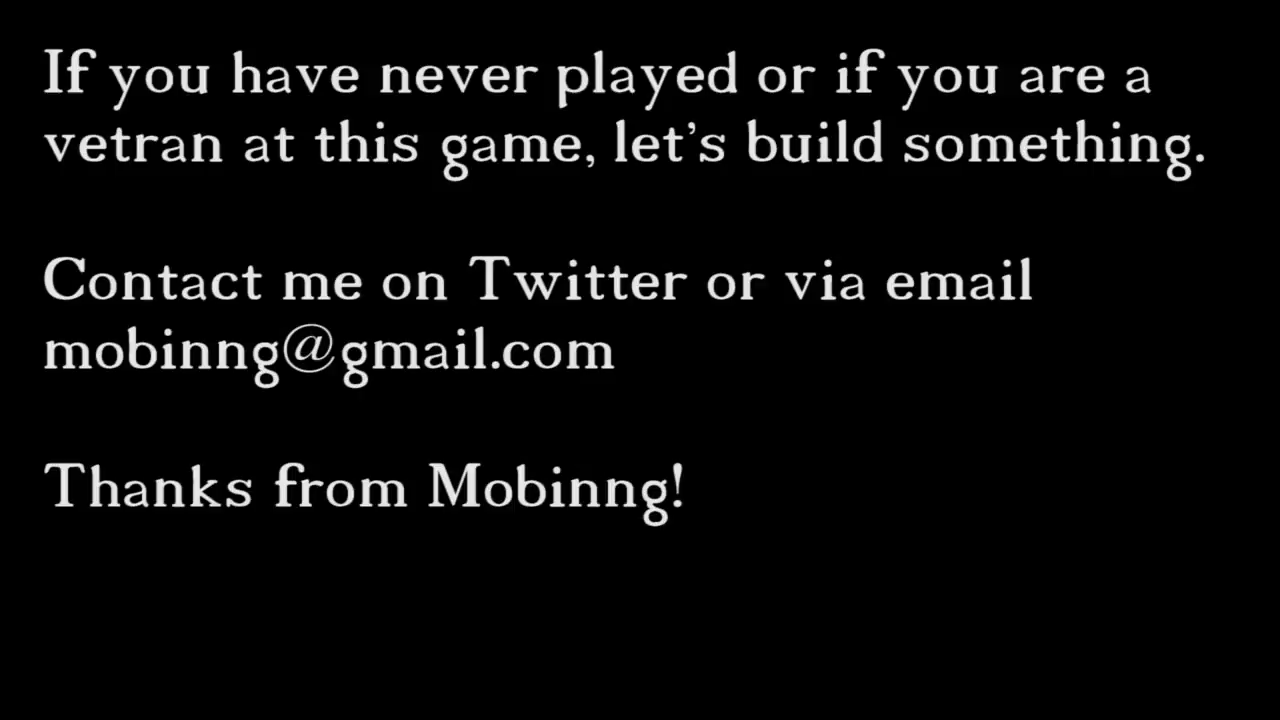 If you have never played or if you are a
vetran at this game, let's build something.
Contact me on Twitter or via email
mobinng@gmail.com
Thanks from Mobinng!